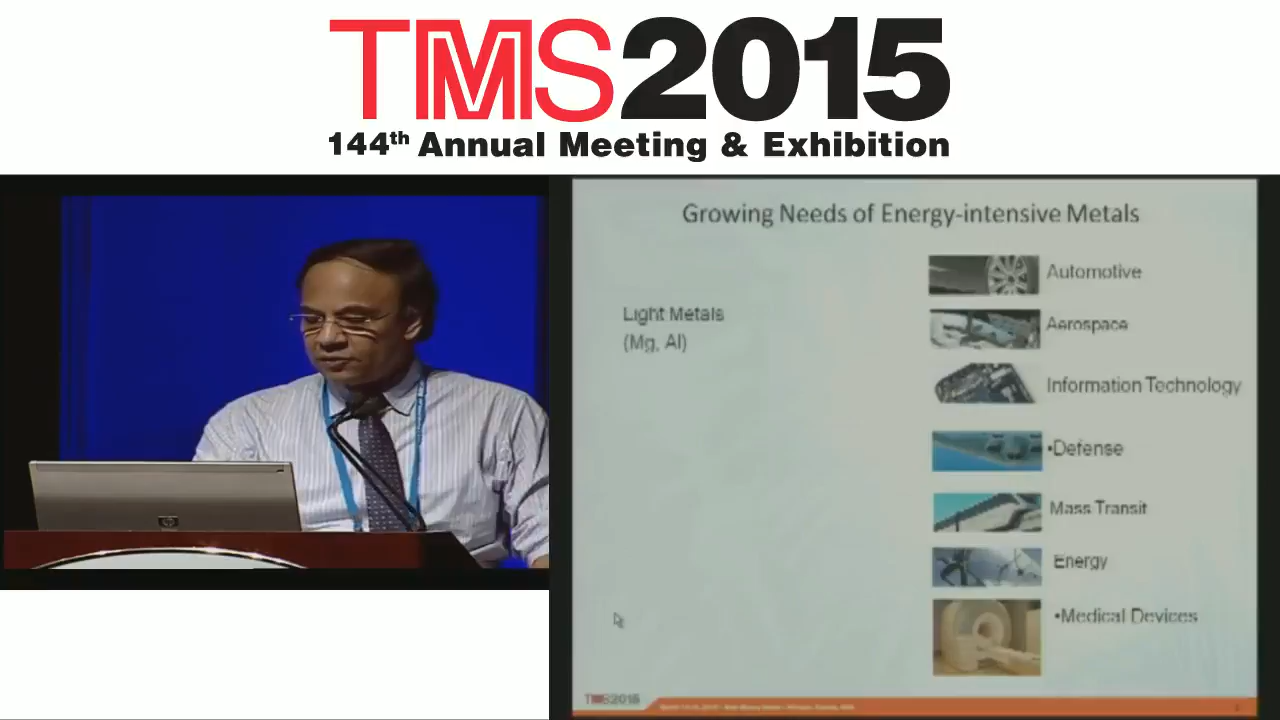 TMS2015
144th Annual Meeting & Exhibition
Growing Needs of Energy-intensive Metals
Light Metals
(Mg, Al)
Automotive
Aerospace
Information Technology
•Defense
Mass Transit
Energy
•Medical Devices
hp
TMS2015